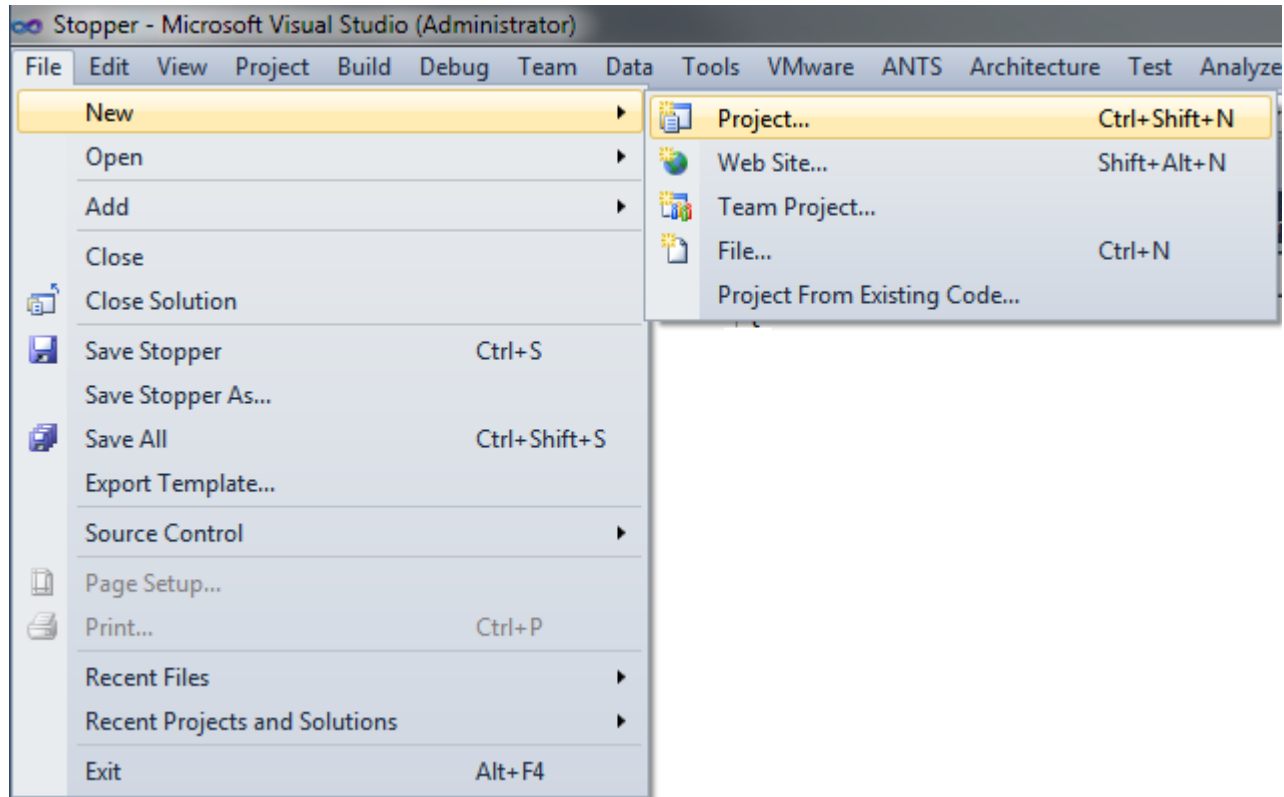 Stopper - Microsoft Visual Studio (Administrator)
File Edit View Project Build Debug Team Data Tools VMware ANTS Architecture Test Analyze
New
Project... Ctrl+Shift+N
Open
Web Site... Shift+Alt+N
Add
Team Project...
Close
File... Ctrl+N
Close Solution
Project From Existing Code...
Save Stopper Ctrl+S
Save Stopper As...
Save All Ctrl+Shift+S
Export Template...
Source Control
Page Setup...
Print... Ctrl+P
Recent Files
Recent Projects and Solutions
Exit Alt+F4